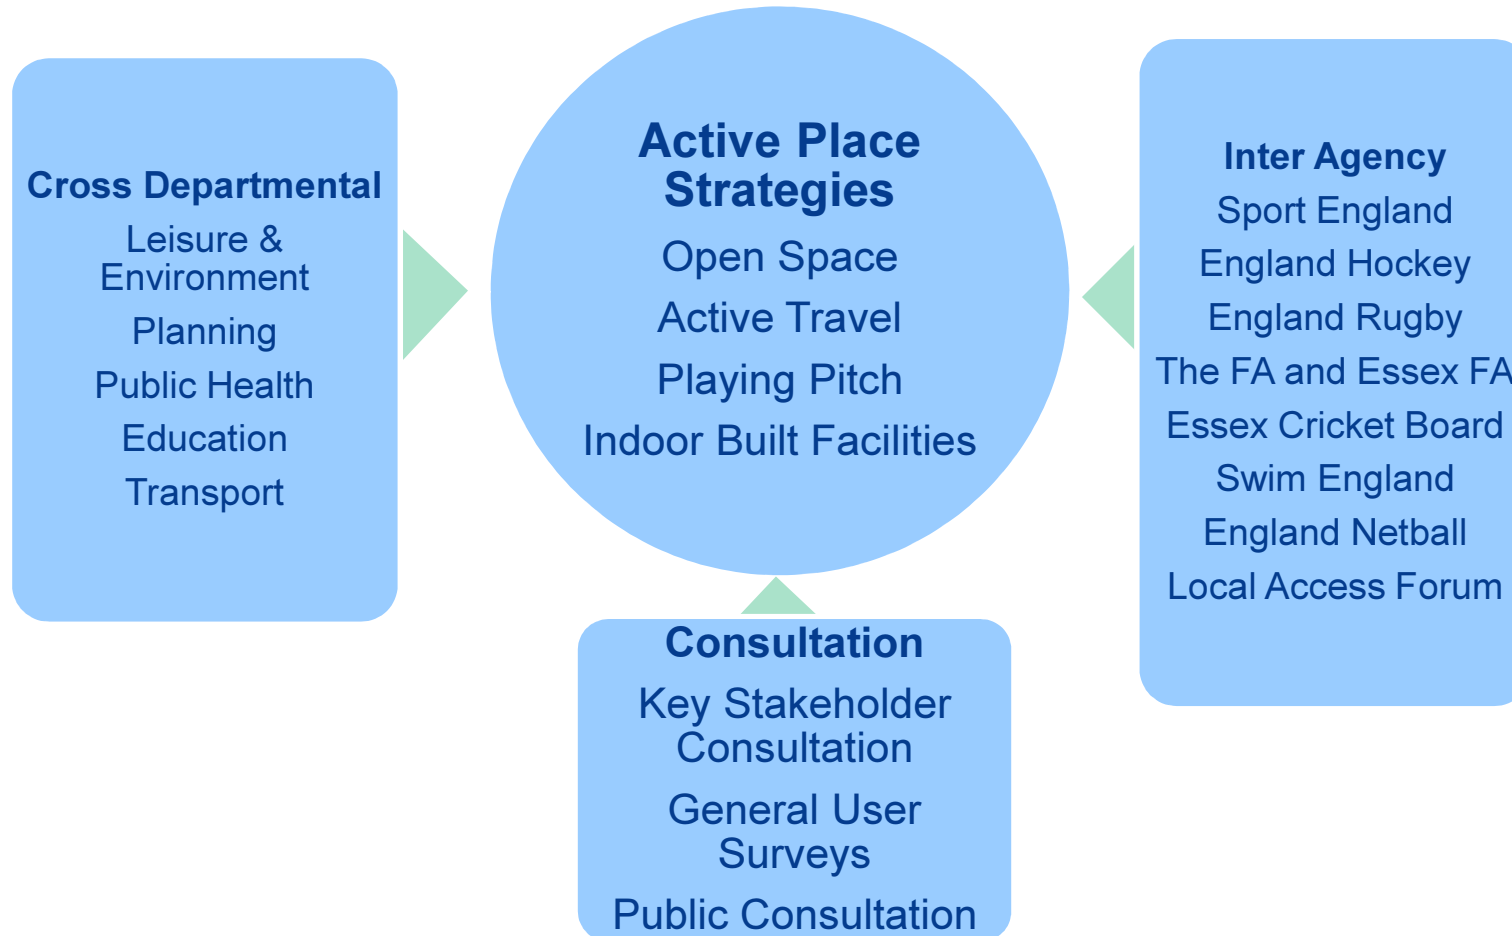 Cross Departmental
Leisure &
Environment
Planning
Public Health
Education
Transport
Active Place
Strategies
Open Space
Active Travel
Playing Pitch
Indoor Built Facilities
Inter Agency
Sport England
England Hockey
England Rugby
The FA and Essex FA
Essex Cricket Board
Swim England
England Netball
Local Access Forum
Consultation
Key Stakeholder
Consultation
General User
Surveys
Public Consultation